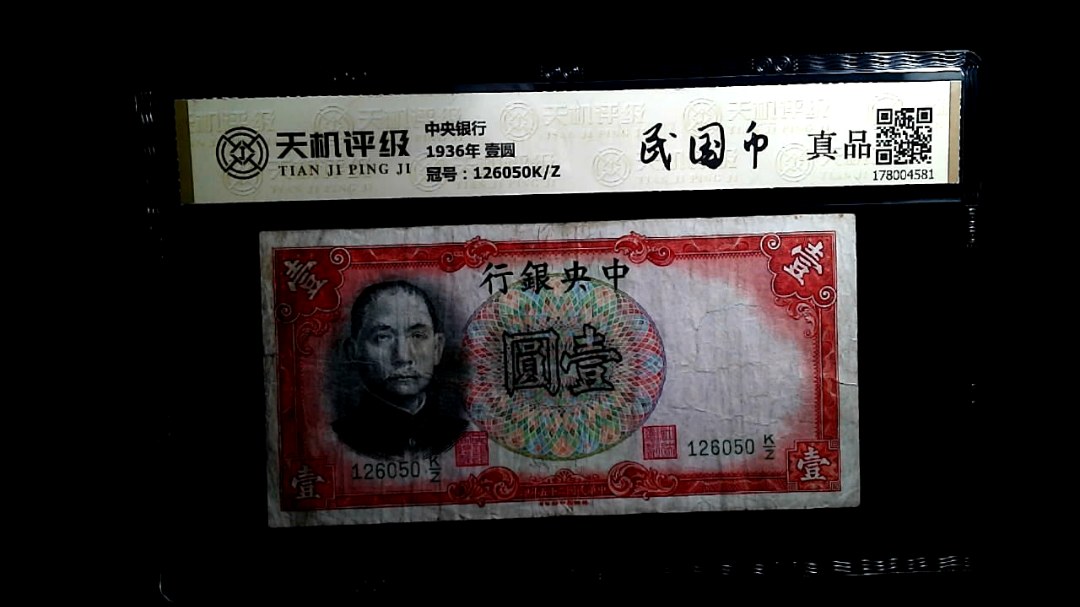 天机评级
TIAN JI PING JI
中央银行
1936年 壹圆
冠号：126050K/Z
民国币
真品
178004581
壹
壹
行銀央中
圓壹
126050 K/Z
126050 K/Z
壹
壹